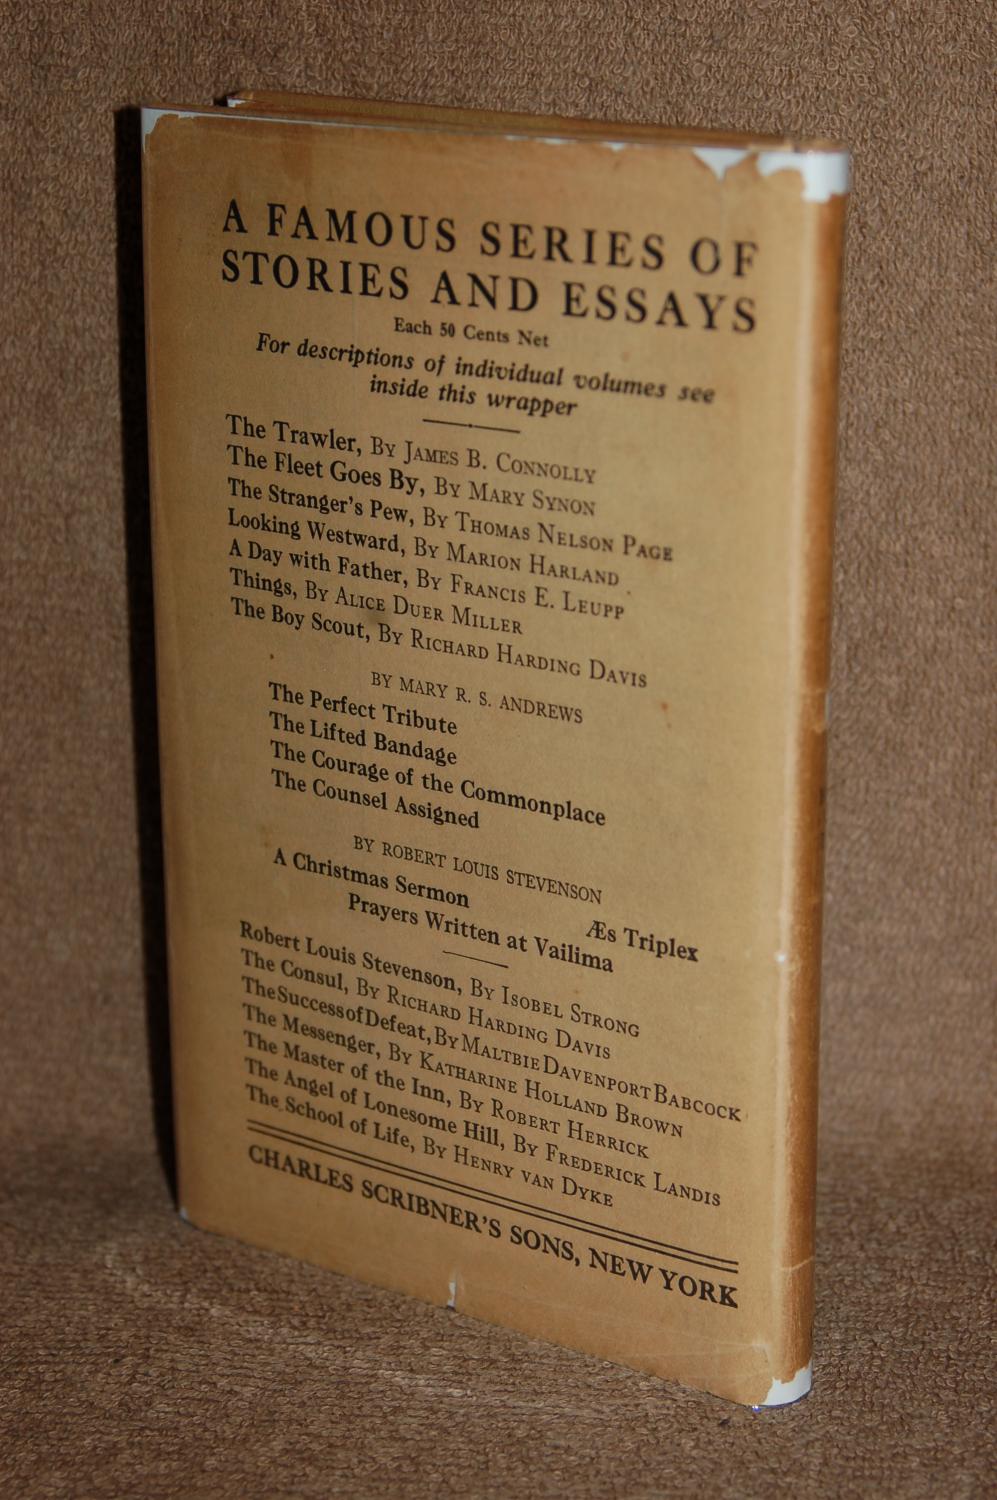 A FAMOUS SERIES OF
STORIES AND ESSAYS
Each 50 Cents Net
For descriptions of individual volumes see
inside this wrapper
The Trawler, By James B. Connolly
The Fleet Goes By, By Mary Synon
The Stranger's Pew, By Thomas Nelson Page
Looking Westward, By Marion Harland
A Day with Father, By Francis E. Leupp
Things, By Alice Duer Miller
The Boy Scout, By Richard Harding Davis
BY MARY R. S. ANDREWS
The Perfect Tribute
The Lifted Bandage
The Courage of the Commonplace
The Counsel Assigned
BY ROBERT LOUIS STEVENSON
A Christmas Sermon Æs Triplex
Prayers Written at Vailima
Robert Louis Stevenson, By Isobel Strong
The Consul, By Richard Harding Davis
The Success of Defeat, By Maltbie Davenport Babcock
The Messenger, By Katharine Holland Brown
The Master of the Inn, By Robert Herrick
The Angel of Lonesome Hill, By Frederick Landis
The School of Life, By Henry van Dyke
CHARLES SCRIBNER'S SONS, NEW YORK